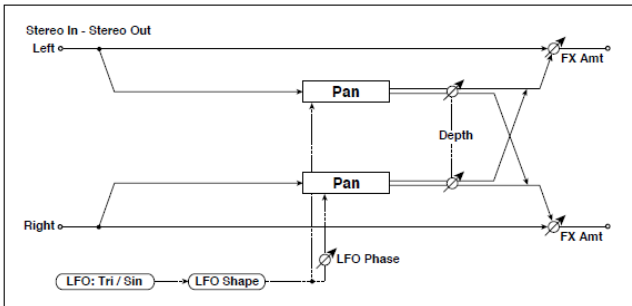 Stereo In - Stereo Out
Left
FX Amt
Pan
Depth
Pan
Right
FX Amt
LFO Phase
LFO: Tri / Sin
LFO Shape